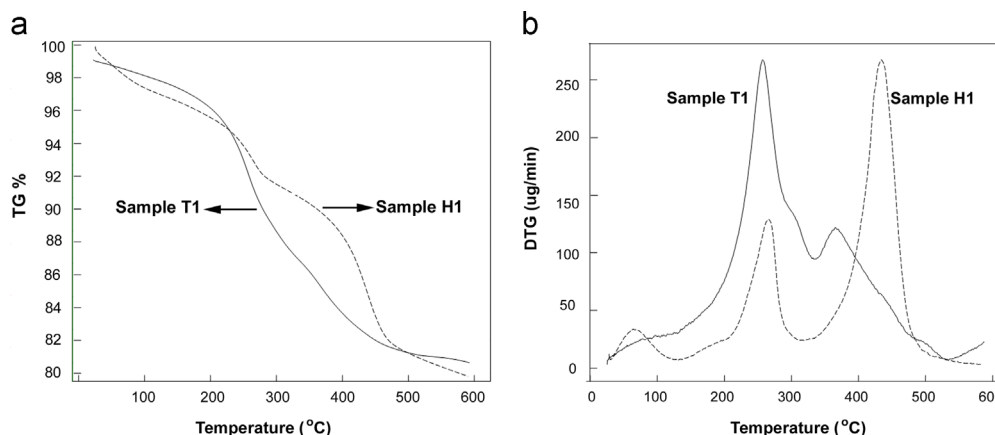 a
100
98
96
94
92
90
88
86
84
82
80
TG %
Sample T1
Sample H1
0 100 200 300 400 500 600
Temperature (°C)
b
250
200
150
100
50
0
DTG (ug/min)
Sample T1
Sample H1
0 100 200 300 400 500 60
Temperature (°C)